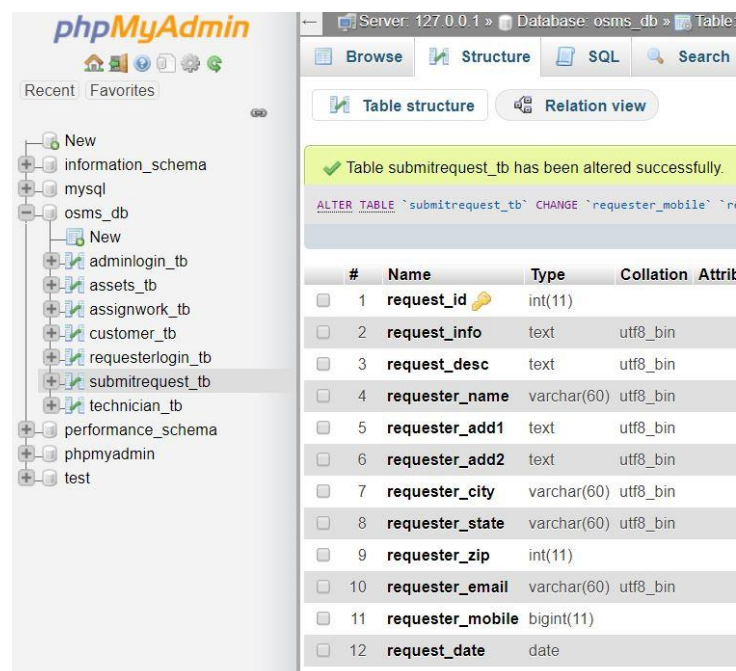 phpMyAdmin
Recent Favorites
New
information_schema
mysql
osms_db
New
adminlogin_tb
assets_tb
assignwork_tb
customer_tb
requesterlogin_tb
submitrequest_tb
technician_tb
performance_schema
phpmyadmin
test
Server: 127.0.0.1 » Database: osms_db » Table:
Browse Structure SQL Search
Table structure Relation view
Table submitrequest_tb has been altered successfully.
ALTER TABLE `submitrequest_tb` CHANGE `requester_mobile`
# Name Type Collation
1 request_id int(11)
2 request_info text utf8_bin
3 request_desc text utf8_bin
4 requester_name varchar(60) utf8_bin
5 requester_add1 text utf8_bin
6 requester_add2 text utf8_bin
7 requester_city varchar(60) utf8_bin
8 requester_state varchar(60) utf8_bin
9 requester_zip int(11)
10 requester_email varchar(60) utf8_bin
11 requester_mobile bigint(11)
12 request_date date